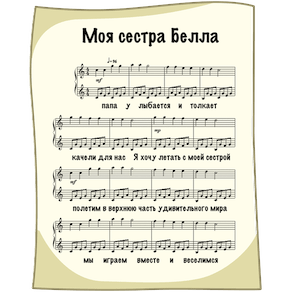 Моя сестра Белла
папа у лыбается и толкает
качели для нас Я хочу летать с моей сестрой
полетим в верхнюю часть удивительного мира
мы играем вместе и веселимся